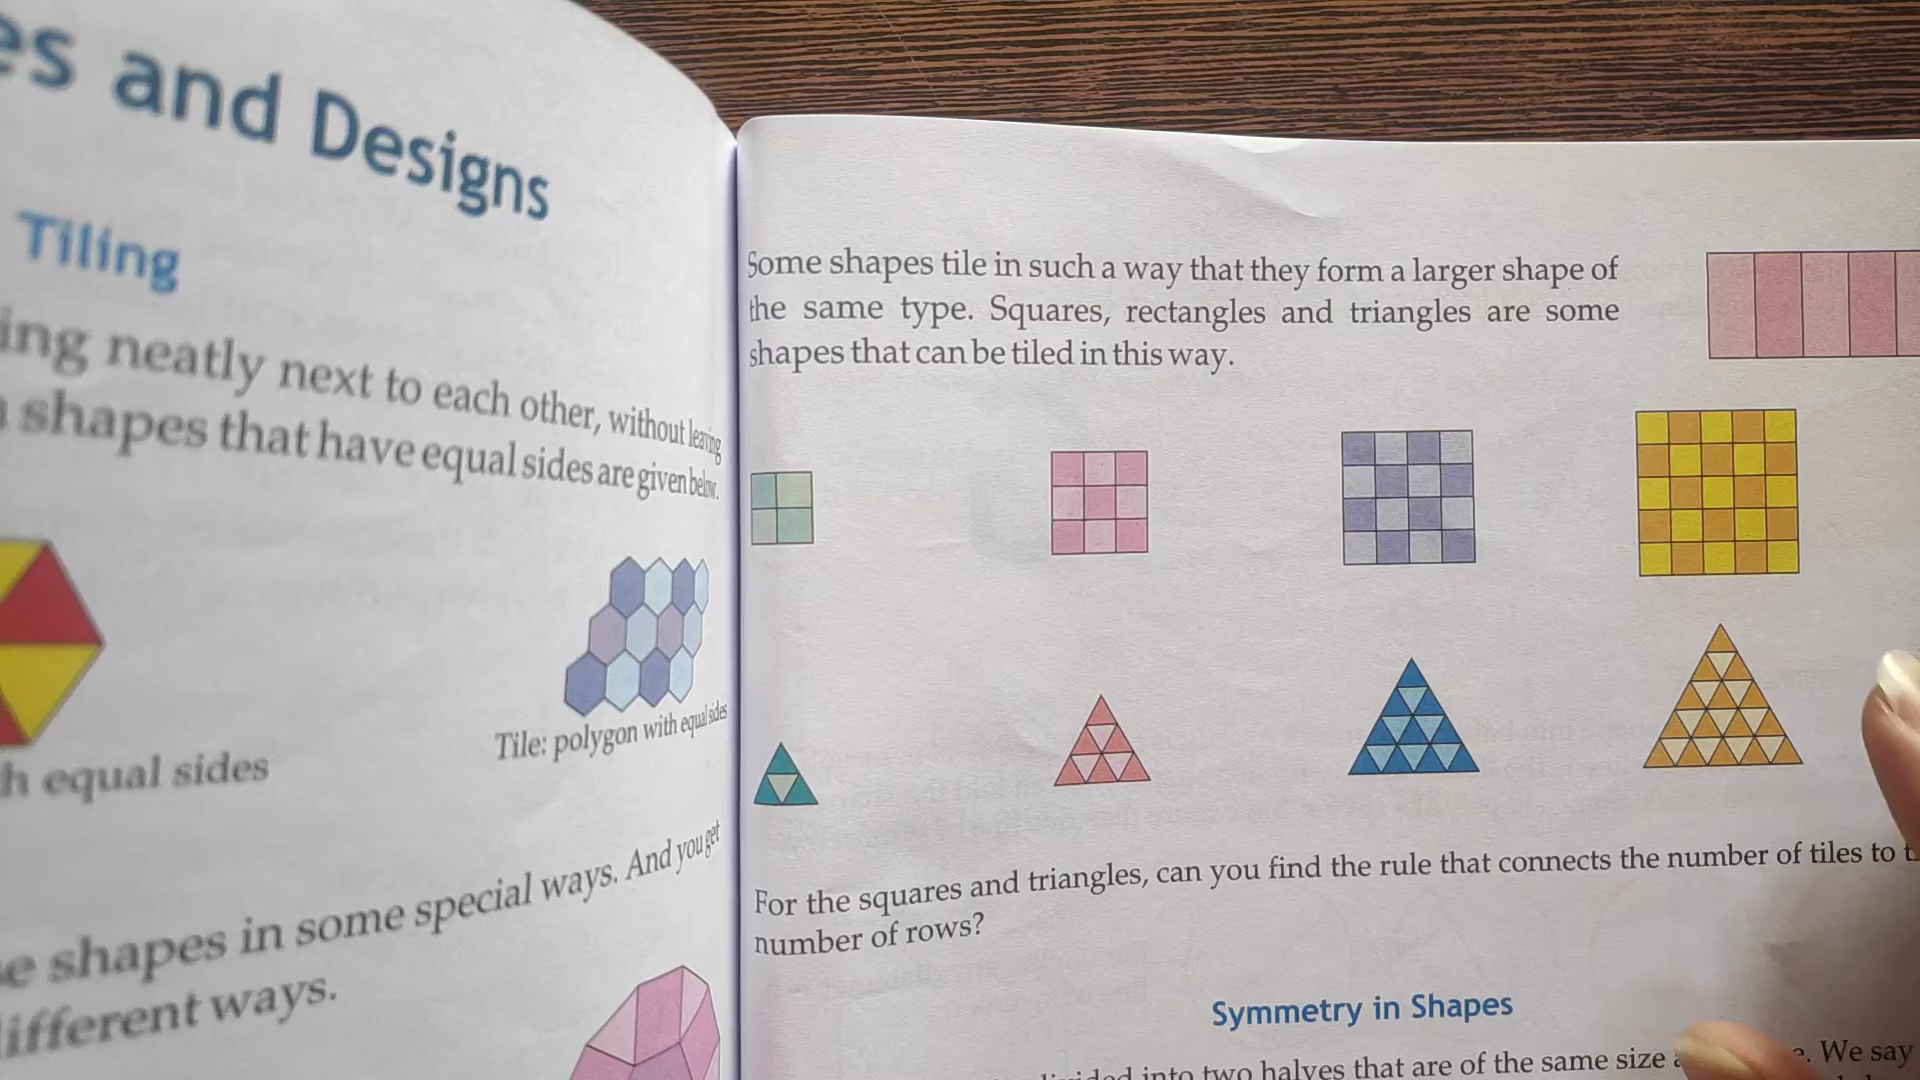 and Designs
Tiling
neatly next to each other, without leaving
shapes that have equal sides are given below.
equal sides
Tile: polygon with equal sides
shapes in some special ways. And you get
ways.
Some shapes tile in such a way that they form a larger shape of
the same type. Squares, rectangles and triangles are some
shapes that can be tiled in this way.
For the squares and triangles, can you find the rule that connects the number of tiles to
number of rows?
Symmetry in Shapes
into two halves that are of the same size
We say